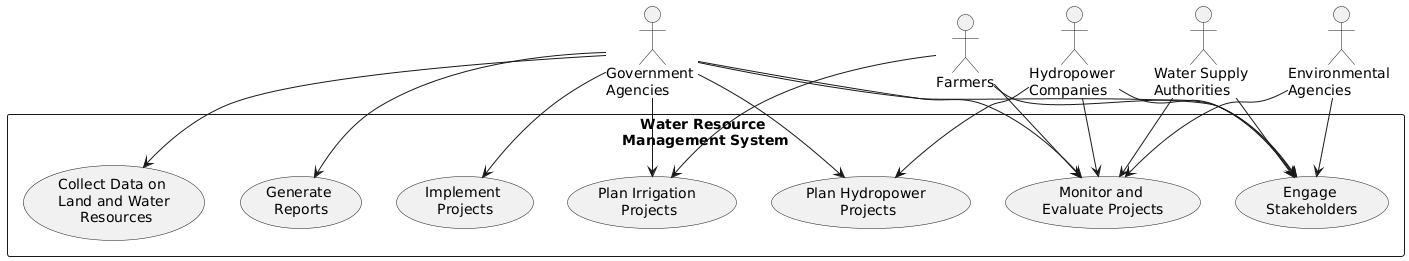 Government
Agencies
Farmers
Hydropower
Companies
Water Supply
Authorities
Environmental
Agencies
Water Resource
Management System
Collect Data on
Land and Water
Resources
Generate
Reports
Implement
Projects
Plan Irrigation
Projects
Plan Hydropower
Projects
Monitor and
Evaluate Projects
Engage
Stakeholders